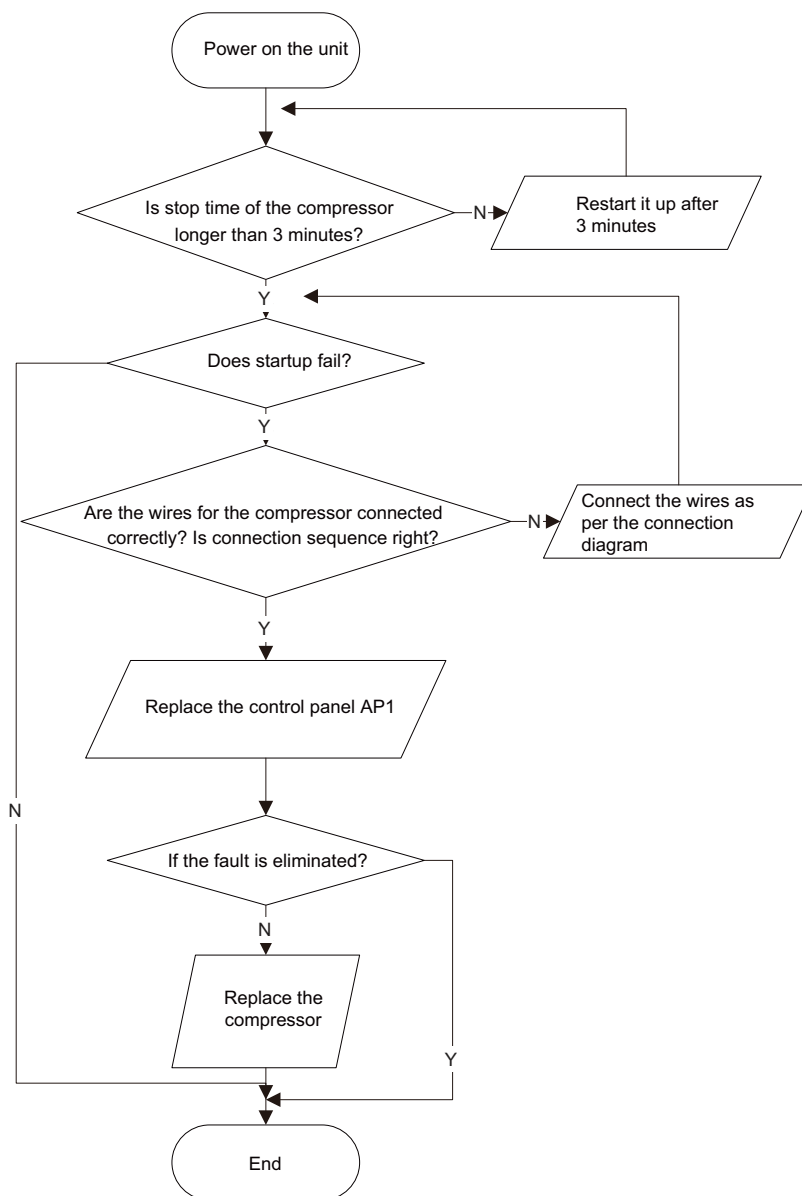 Power on the unit
Is stop time of the compressor
longer than 3 minutes?
N
Restart it up after
3 minutes
Y
Does startup fail?
Y
Are the wires for the compressor connected
correctly? Is connection sequence right?
N
Connect the wires as
per the connection
diagram
Y
Replace the control panel AP1
N
If the fault is eliminated?
N
Replace the
compressor
Y
End